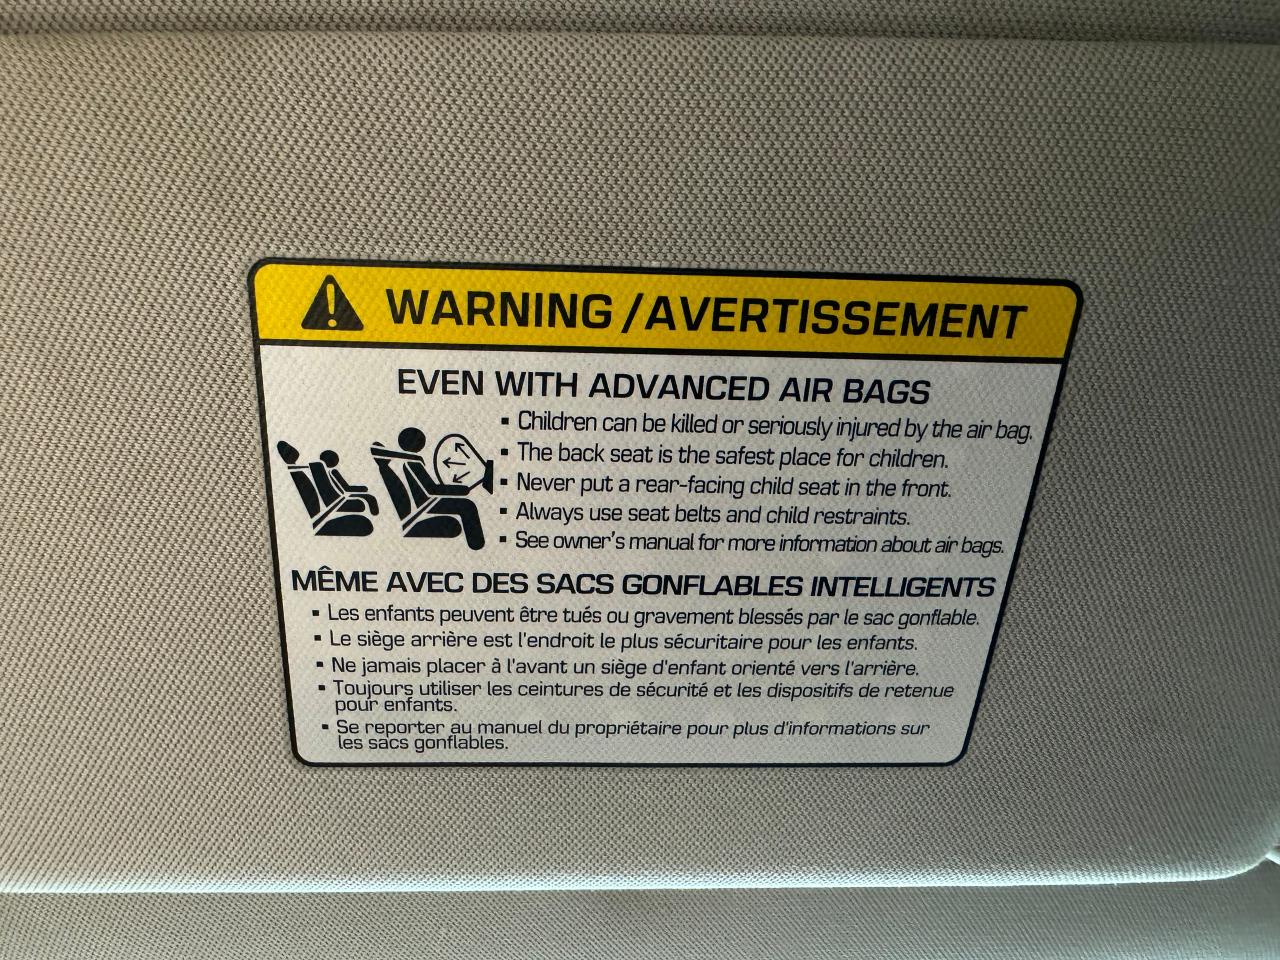 WARNING / AVERTISSEMENT
EVEN WITH ADVANCED AIR BAGS
▪ Children can be killed or seriously injured by the air bag.
▪ The back seat is the safest place for children.
▪ Never put a rear-facing child seat in the front.
▪ Always use seat belts and child restraints.
▪ See owner's manual for more information about air bags.
MÊME AVEC DES SACS GONFLABLES INTELLIGENTS
▪ Les enfants peuvent être tués ou gravement blessés par le sac gonflable.
▪ Le siège arrière est l'endroit le plus sécuritaire pour les enfants.
▪ Ne jamais placer à l'avant un siège d'enfant orienté vers l'arrière.
▪ Toujours utiliser les ceintures de sécurité et les dispositifs de retenue
pour enfants.
▪ Se reporter au manuel du propriétaire pour plus d'informations sur
les sacs gonflables.